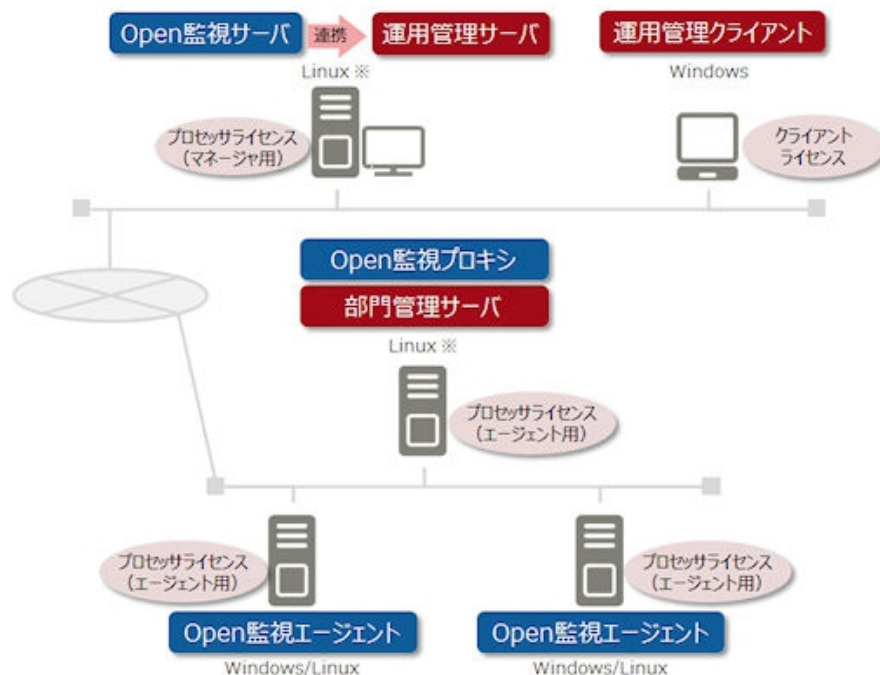 Open監視サーバ
連携
運用管理サーバ
運用管理クライアント
Linux ※
Windows
プロセッサライセンス
(マネージャ用)
クライアント
ライセンス
Open監視プロキシ
部門管理サーバ
Linux ※
プロセッサライセンス
(エージェント用)
プロセッサライセンス
(エージェント用)
プロセッサライセンス
(エージェント用)
Open監視エージェント
Open監視エージェント
Windows/Linux
Windows/Linux